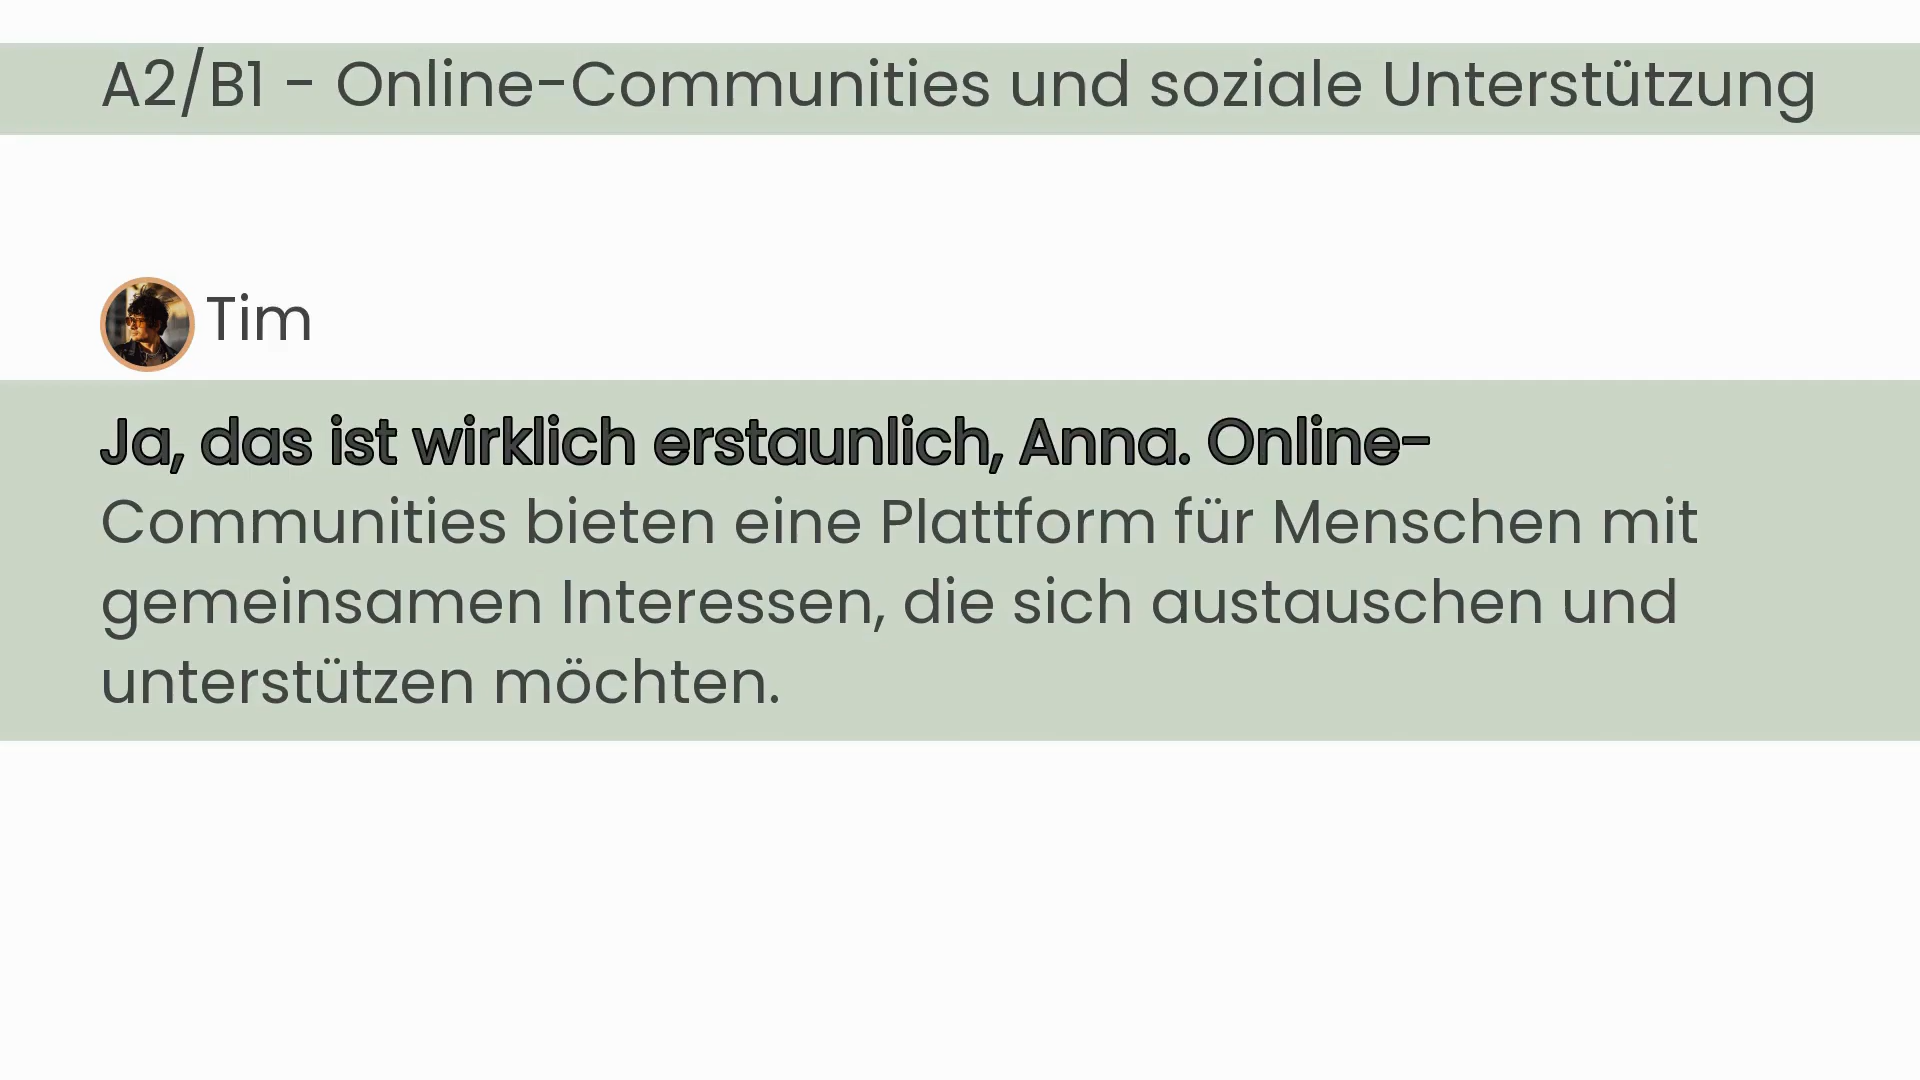 A2/B1 - Online-Communities und soziale Unterstützung
Tim
Ja, das ist wirklich erstaunlich, Anna. Online-
Communities bieten eine Plattform für Menschen mit
gemeinsamen Interessen, die sich austauschen und
unterstützen möchten.